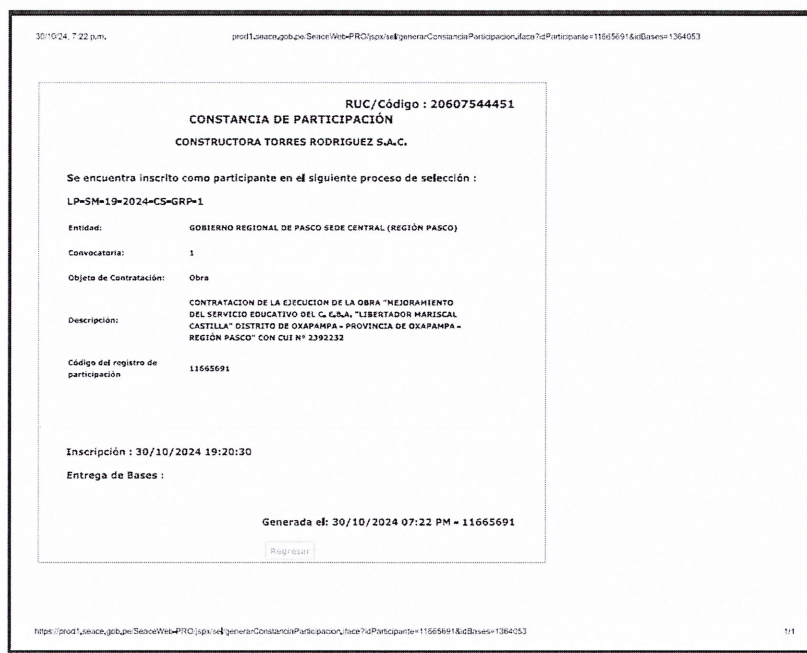 30/10/24, 7:22 p.m. prod1.seace.gob.pe/SeaceWeb-PRO/jspx/sel/generarConstanciaParticipacion.iface?idParticipante=11665691&idBases=1364053
RUC/Código : 20607544451
CONSTANCIA DE PARTICIPACIÓN
CONSTRUCTORA TORRES RODRIGUEZ S.A.C.
Se encuentra inscrito como participante en el siguiente proceso de selección :
LP-SM-19-2024-CS-GRP-1
Entidad: GOBIERNO REGIONAL DE PASCO SEDE CENTRAL (REGIÓN PASCO)
Convocatoria: 1
Objeto de Contratación: Obra
Descripción: CONTRATACION DE LA EJECUCION DE LA OBRA "MEJORAMIENTO
DEL SERVICIO EDUCATIVO DEL C. E.B.A. "LIBERTADOR MARISCAL
CASTILLA" DISTRITO DE OXAPAMPA - PROVINCIA DE OXAPAMPA -
REGIÓN PASCO" CON CUI Nº 2392232
Código del registro de
participación 11665691
Inscripción : 30/10/2024 19:20:30
Entrega de Bases :
Generada el: 30/10/2024 07:22 PM - 11665691
Regresar
https://prod1.seace.gob.pe/SeaceWeb-PRO/jspx/sel/generarConstanciaParticipacion.iface?idParticipante=11665691&idBases=1364053 1/1